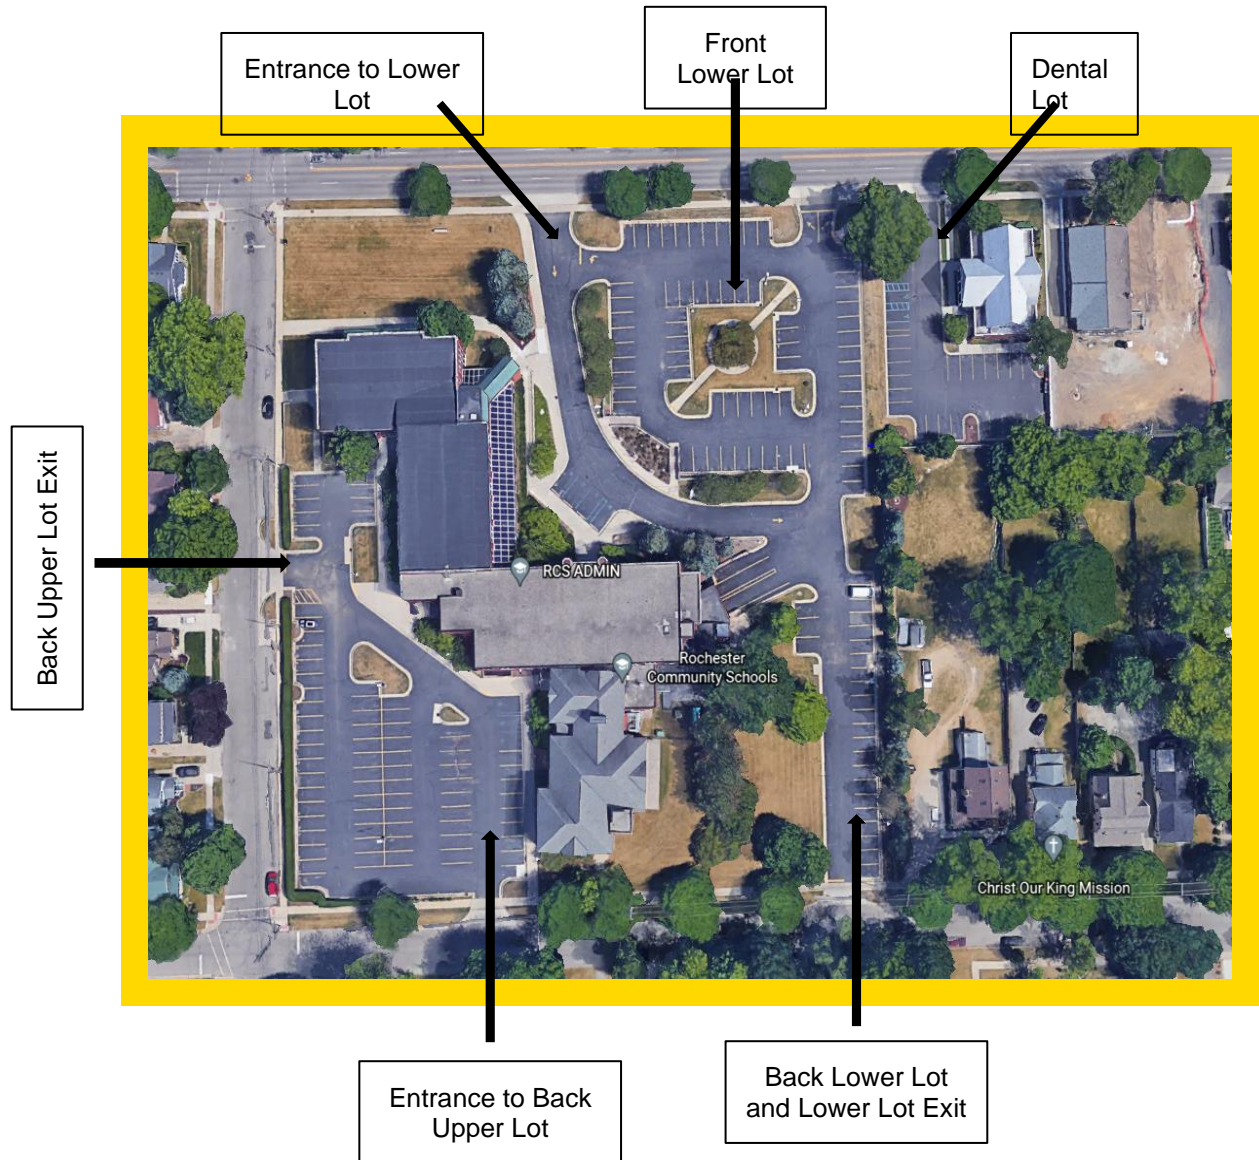 Entrance to Lower
Lot
Front
Lower Lot
Dental
Lot
Back Upper Lot Exit
RCS ADMIN
Rochester
Community Schools
Christ Our King Mission
Entrance to Back
Upper Lot
Back Lower Lot
and Lower Lot Exit